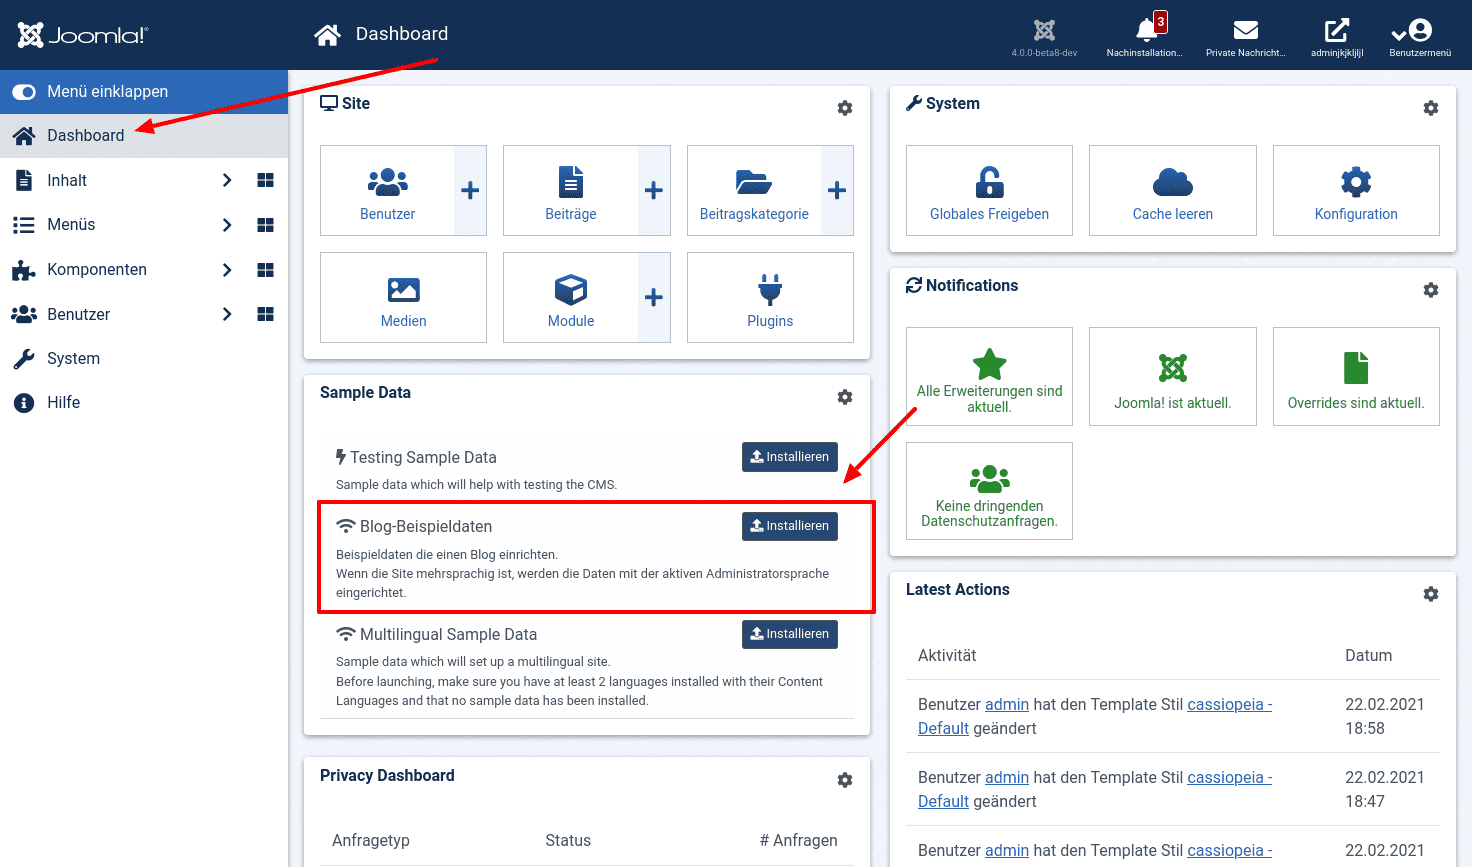 Joomla!
Dashboard
4.0.0-beta8-dev
3
Nachinstallation...
Private Nachricht...
adminjkjkljlj
Benutzermenü
Menü einklappen
Dashboard
Inhalt
Menüs
Komponenten
Benutzer
System
Hilfe
Site
Benutzer
Beiträge
Beitragskategorie
Medien
Module
Plugins
Sample Data
Testing Sample Data
Installieren
Sample data which will help with testing the CMS.
Blog-Beispieldaten
Installieren
Beispieldaten die einen Blog einrichten.
Wenn die Site mehrsprachig ist, werden die Daten mit der aktiven Administratorsprache
eingerichtet.
Multilingual Sample Data
Installieren
Sample data which will set up a multilingual site.
Before launching, make sure you have at least 2 languages installed with their Content
Languages and that no sample data has been installed.
Privacy Dashboard
Anfragetyp Status # Anfragen
System
Globales Freigeben
Cache leeren
Konfiguration
Notifications
Alle Erweiterungen sind
aktuell.
Joomla! ist aktuell.
Overrides sind aktuell.
Keine dringenden
Datenschutzanfragen.
Latest Actions
Aktivität Datum
Benutzer admin hat den Template Stil cassiopeia - 22.02.2021
Default geändert 18:58
Benutzer admin hat den Template Stil cassiopeia - 22.02.2021
Default geändert 18:47
Benutzer admin hat den Template Stil cassiopeia - 22.02.2021